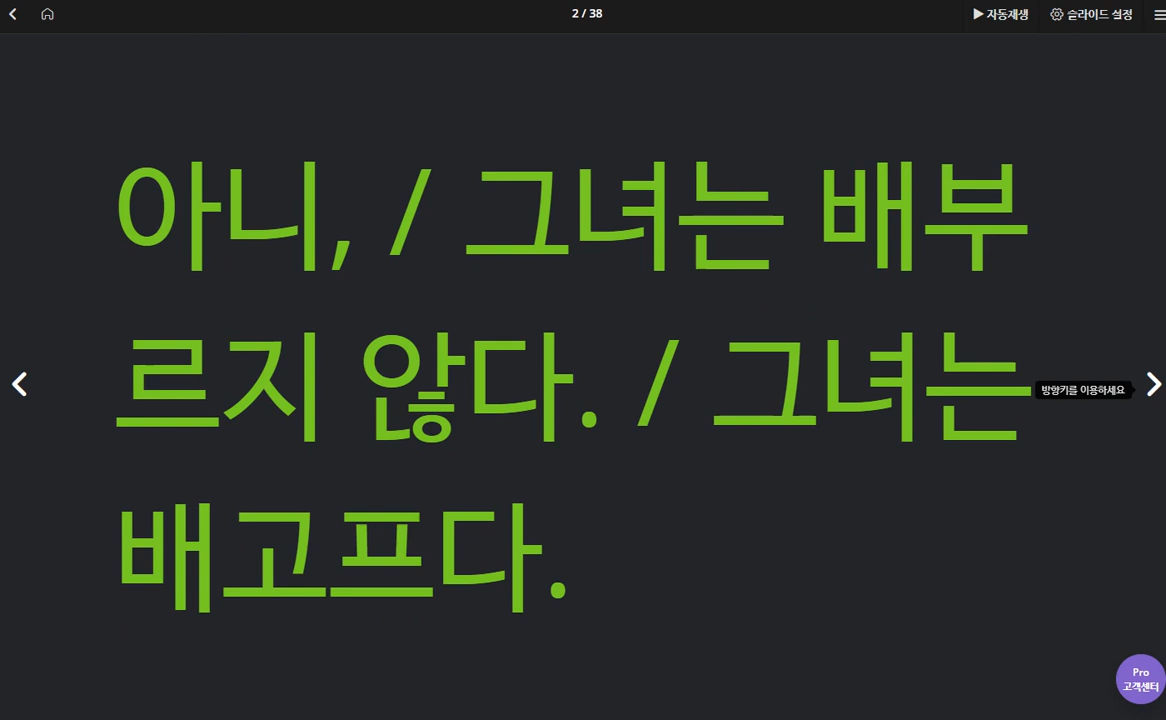 2 / 38
자동재생
슬라이드 설정
아니, / 그녀는 배부
르지 않다. / 그녀는
방향키를 이용하세요
배고프다.
Pro
고객센터